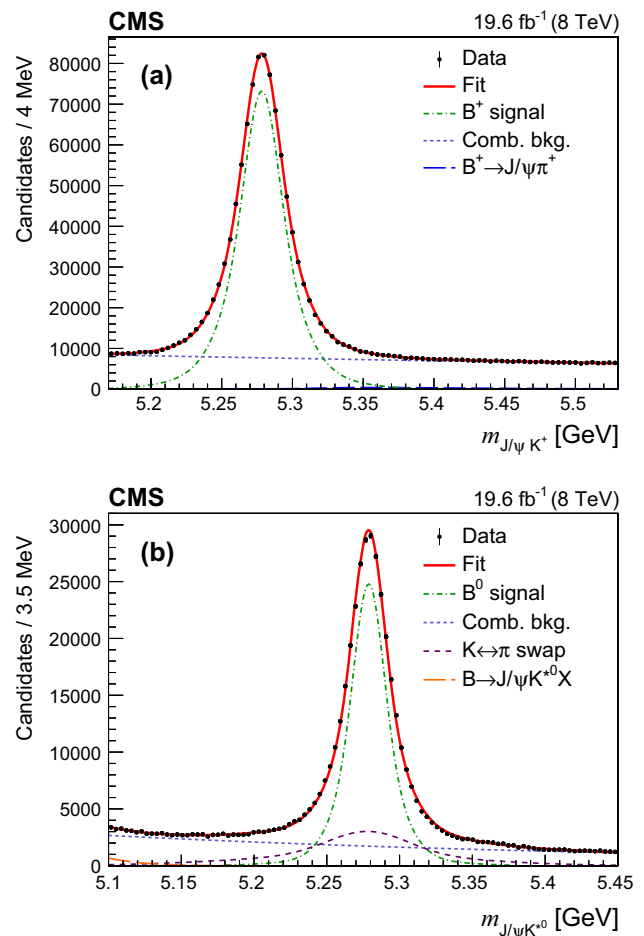 CMS 19.6 fb⁻¹ (8 TeV)
(a)
Data
Fit
B⁺ signal
Comb. bkg.
B⁺→J/ψπ⁺
Candidates / 4 MeV
80000
70000
60000
50000
40000
30000
20000
10000
0
5.2 5.25 5.3 5.35 5.4 5.45 5.5
m_{J/ψ K⁺} [GeV]
CMS 19.6 fb⁻¹ (8 TeV)
(b)
Data
Fit
B⁰ signal
Comb. bkg.
K↔π swap
B→J/ψK*⁰X
Candidates / 3.5 MeV
30000
25000
20000
15000
10000
5000
0
5.1 5.15 5.2 5.25 5.3 5.35 5.4 5.45
m_{J/ψK*⁰} [GeV]